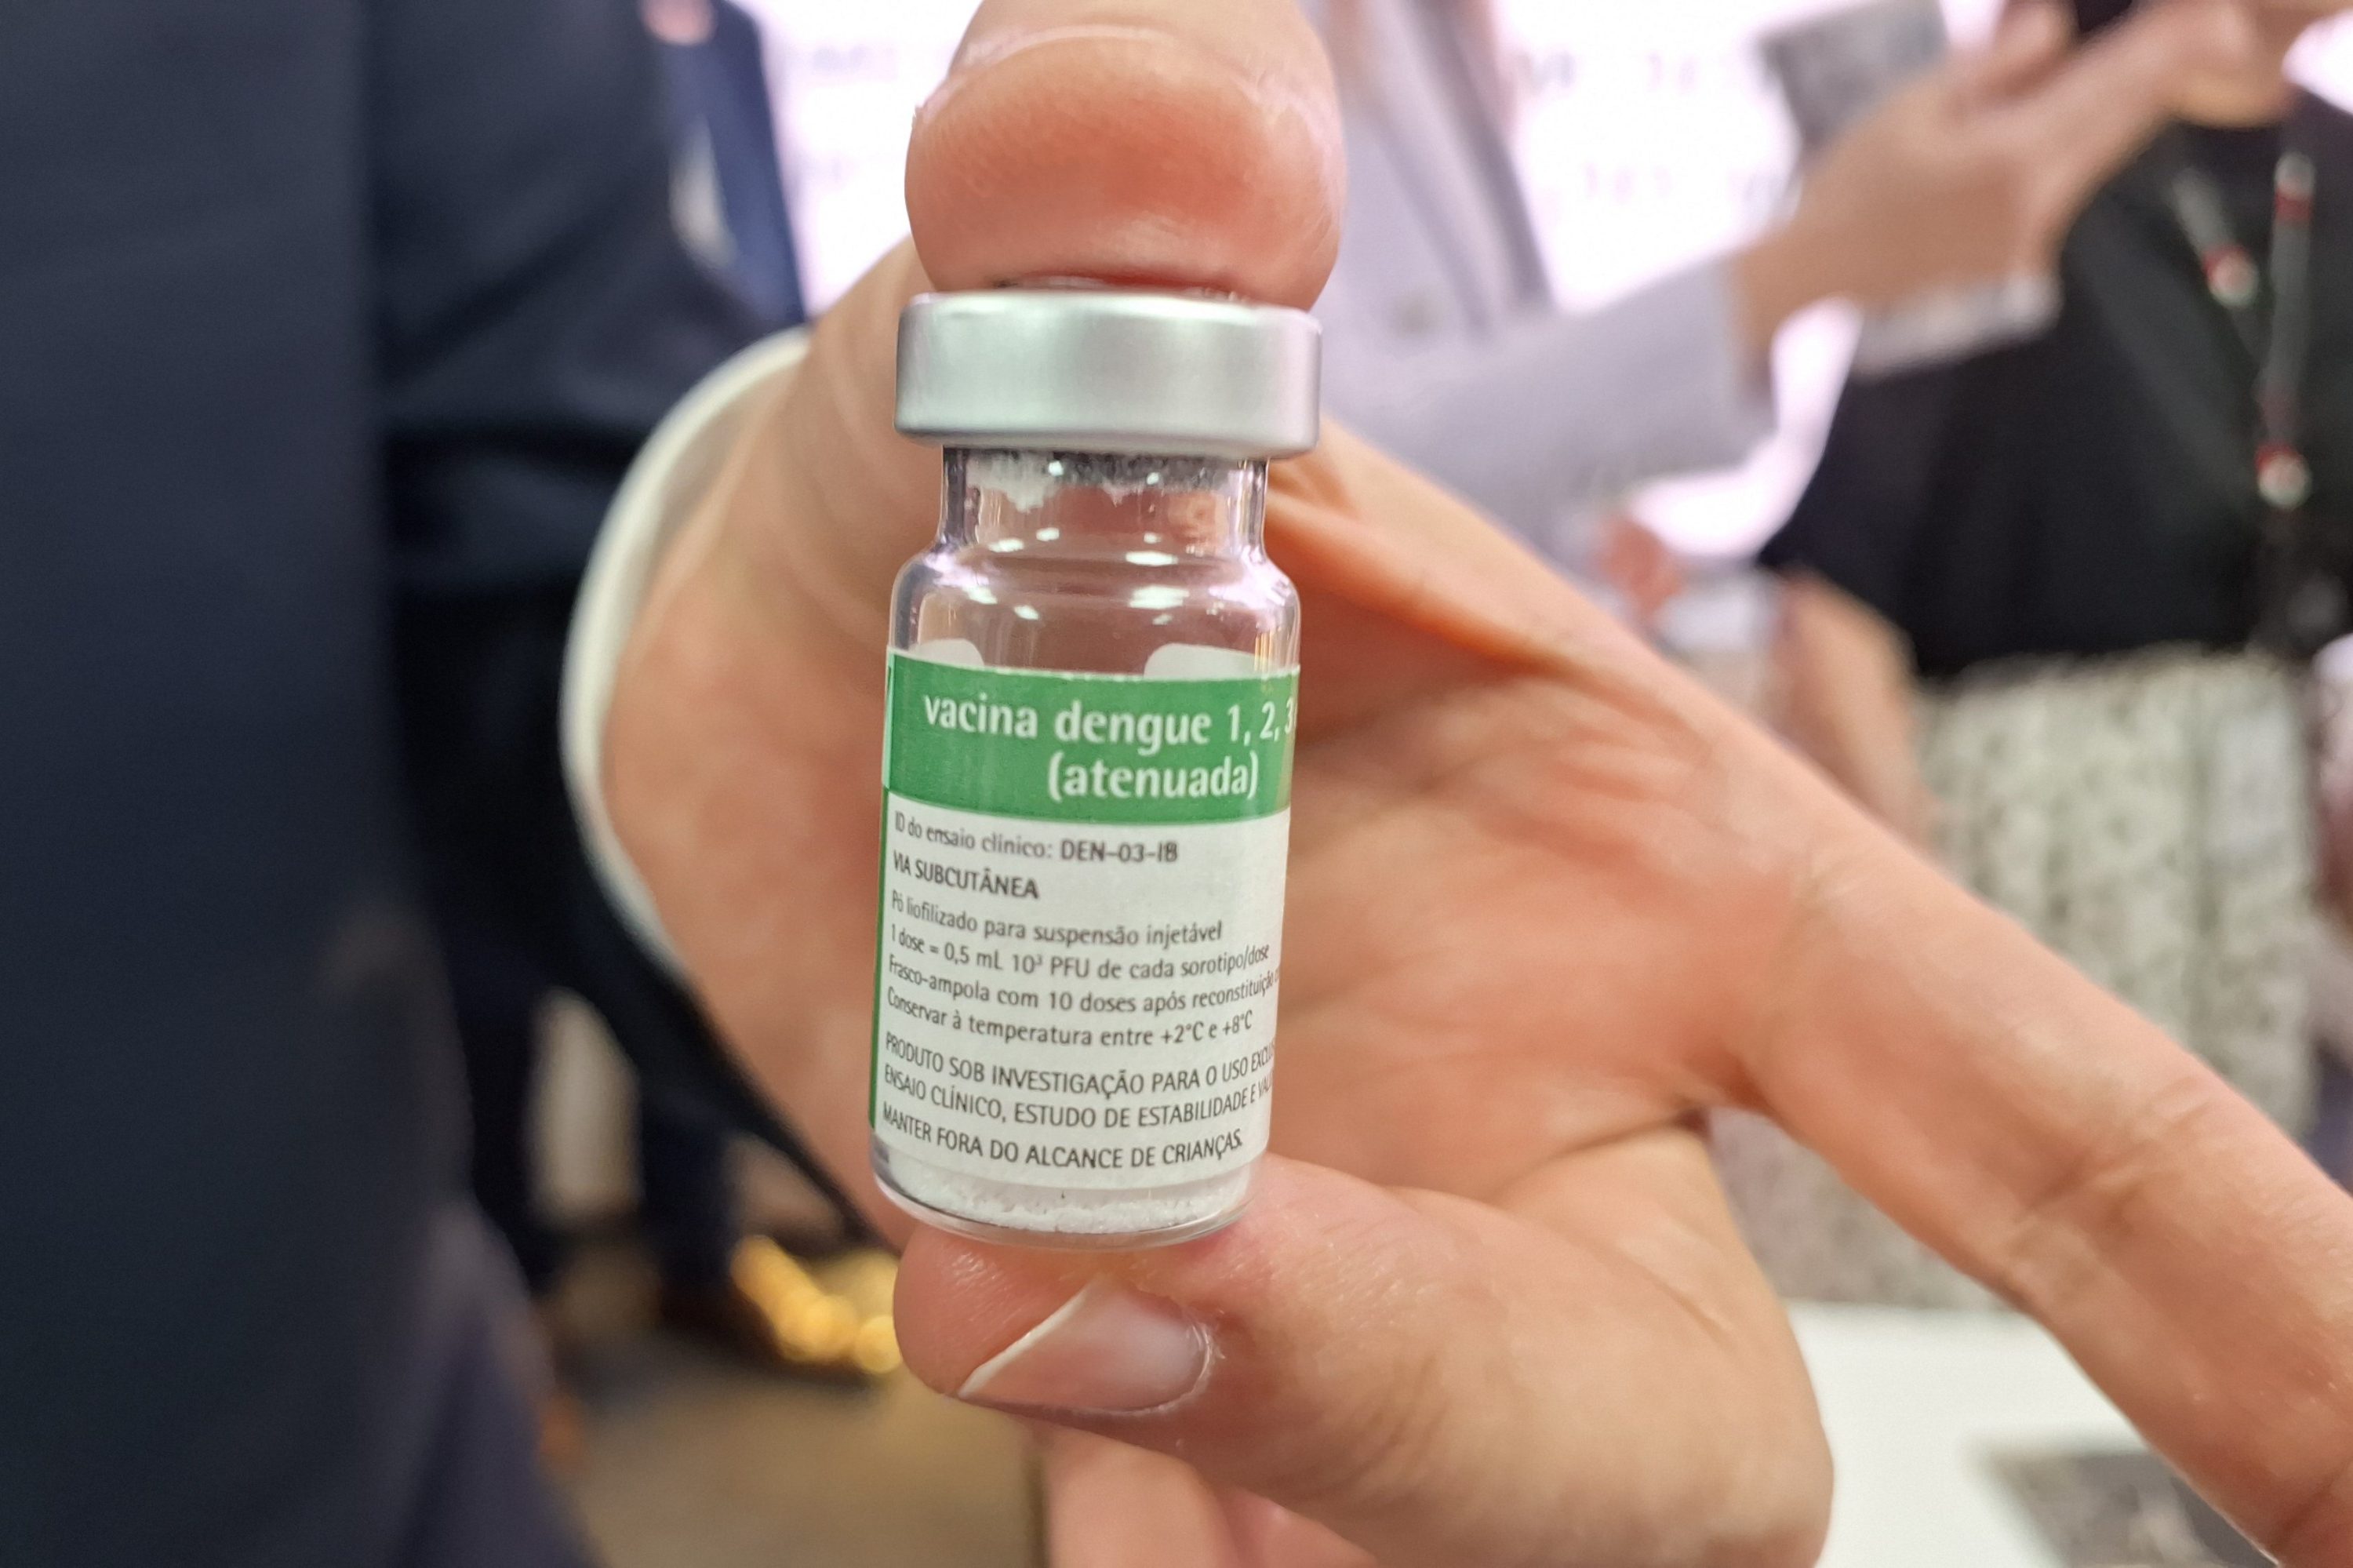 vacina dengue 1, 2, 3
(atenuada)
ID do ensaio clínico: DEN-03-IB
VIA SUBCUTÂNEA
Pó liofilizado para suspensão injetável
1 dose = 0,5 mL 10³ PFU de cada sorotipo/dose
Frasco-ampola com 10 doses após reconstituição
Conservar à temperatura entre +2°C e +8°C
PRODUTO SOB INVESTIGAÇÃO PARA O USO
ENSAIO CLÍNICO, ESTUDO DE ESTABILIDADE E
MANTER FORA DO ALCANCE DE CRIANÇAS.